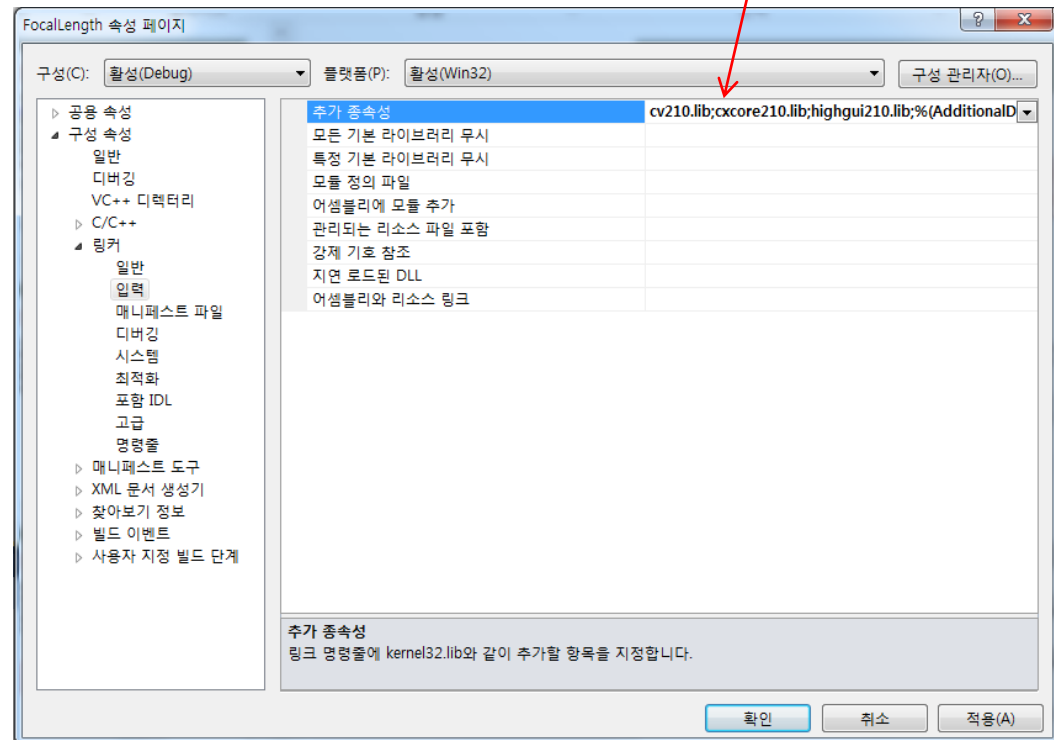 FocalLength 속성 페이지
구성(C): 활성(Debug) 플랫폼(P): 활성(Win32) 구성 관리자(O)...
공용 속성
구성 속성
일반
디버깅
VC++ 디렉터리
C/C++
링커
일반
입력
매니페스트 파일
디버깅
시스템
최적화
포함 IDL
고급
명령줄
매니페스트 도구
XML 문서 생성기
찾아보기 정보
빌드 이벤트
사용자 지정 빌드 단계
추가 종속성 cv210.lib;cxcore210.lib;highgui210.lib;%(AdditionalD
모든 기본 라이브러리 무시
특정 기본 라이브러리 무시
모듈 정의 파일
어셈블리에 모듈 추가
관리되는 리소스 파일 포함
강제 기호 참조
지연 로드된 DLL
어셈블리와 리소스 링크
추가 종속성
링크 명령줄에 kernel32.lib와 같이 추가할 항목을 지정합니다.
확인 취소 적용(A)